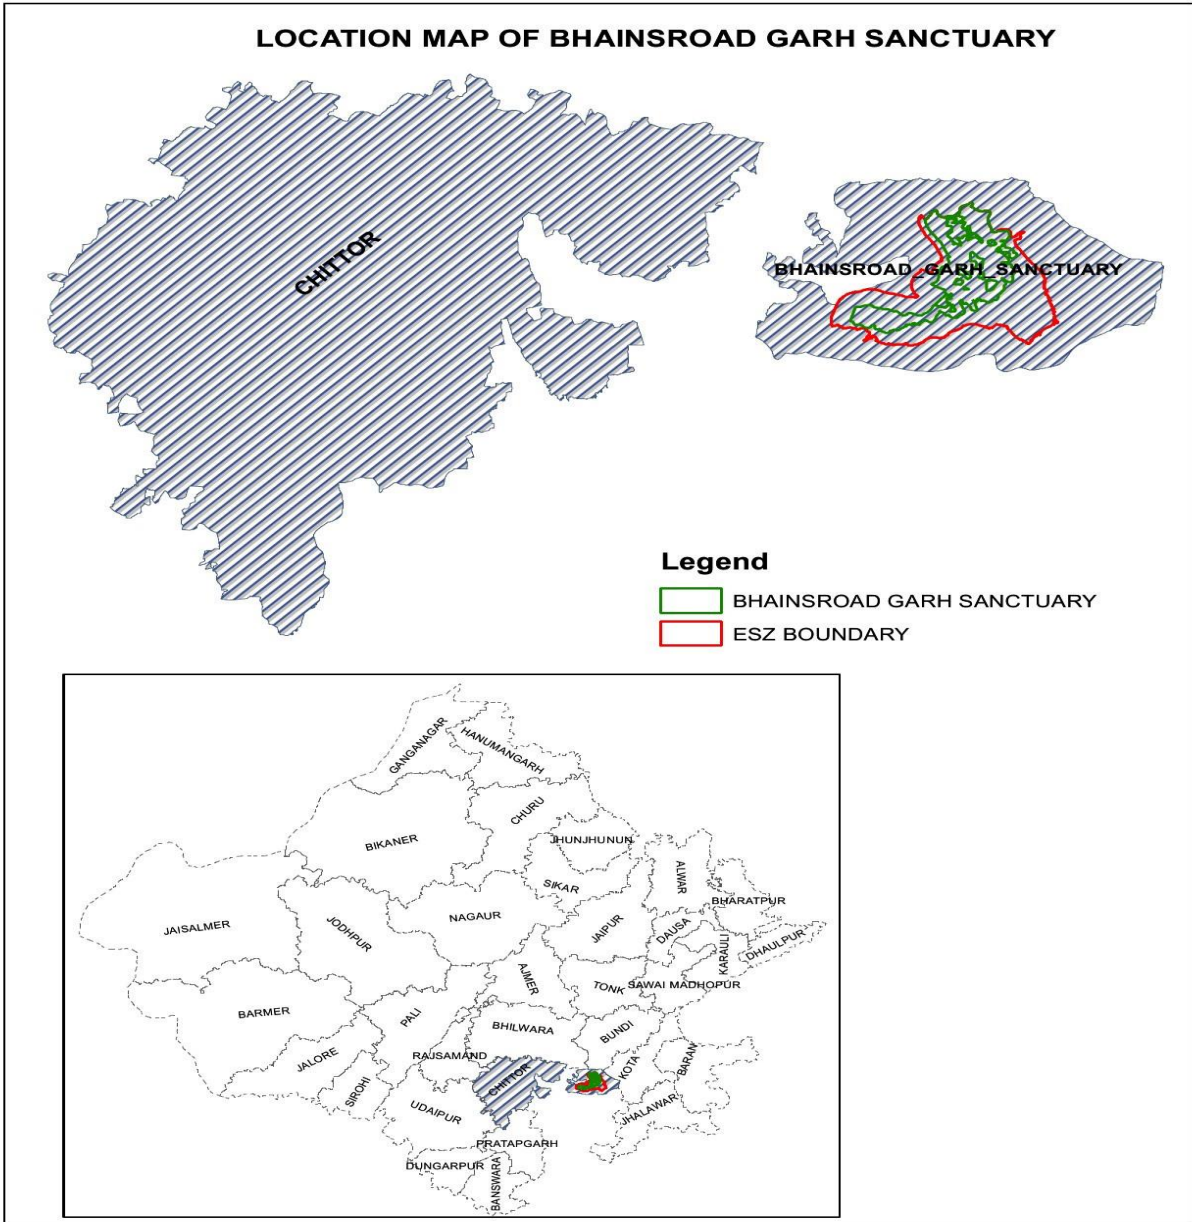 LOCATION MAP OF BHAINSROAD GARH SANCTUARY
CHITTOR
BHAINSROAD_GARH_SANCTUARY
Legend
BHAINSROAD GARH SANCTUARY
ESZ BOUNDARY
GANGANAGAR
HANUMANGARH
CHURU
BIKANER
JHUNJHUNUN
ALWAR
SIKAR
BHARATPUR
JAISALMER
JODHPUR
NAGAUR
JAIPUR
DAUSA
KARAULI
DHAULPUR
AJMER
TONK
SAWAI MADHOPUR
BARMER
PALI
BHILWARA
BUNDI
JALORE
RAJSAMAND
KOTA
BARAN
SIROHI
CHITTOR
UDAIPUR
JHALAWAR
PRATAPGARH
DUNGARPUR
BANSWARA